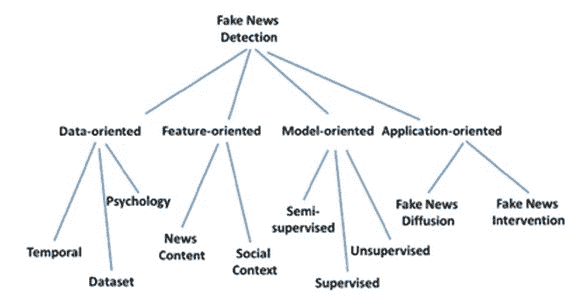 Fake News
Detection
Data-oriented
Feature-oriented
Model-oriented
Application-oriented
Psychology
Temporal
Dataset
News
Content
Social
Context
Semi-
supervised
Supervised
Unsupervised
Fake News
Diffusion
Fake News
Intervention